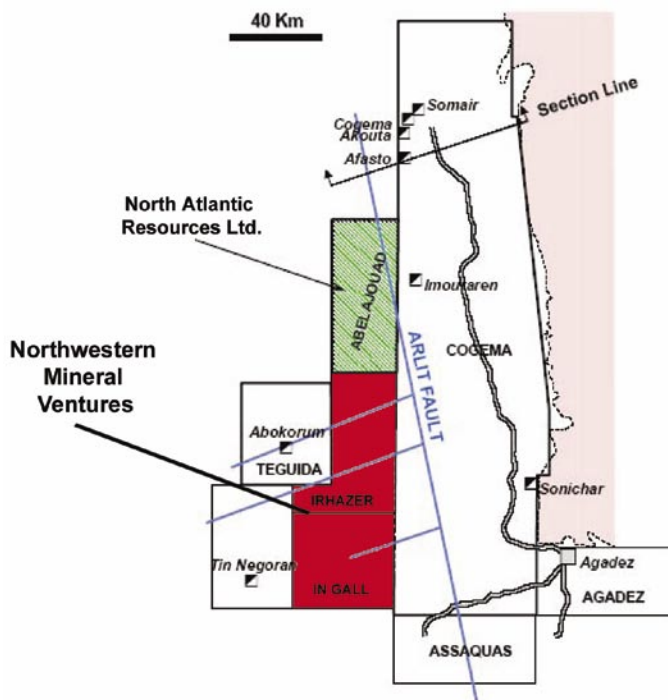 40 Km
Somair
Cogema
Akouta
Section Line
Afasto
North Atlantic
Resources Ltd.
ABELAJOUAD
Imouraren
COGEMA
ARLIT FAULT
Northwestern
Mineral
Ventures
Abokorum
TEGUIDA
IRHAZER
Sonichar
Tin Negoran
IN GALL
Agadez
AGADEZ
ASSAQUAS